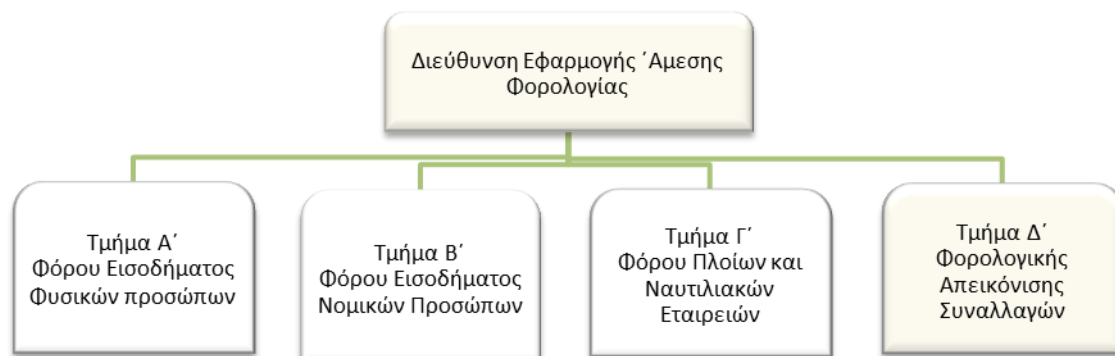 Διεύθυνση Εφαρμογής ΄Αμεσης
Φορολογίας
Τμήμα Α΄
Φόρου Εισοδήματος
Φυσικών προσώπων
Τμήμα Β΄
Φόρου Εισοδήματος
Νομικών Προσώπων
Τμήμα Γ΄
Φόρου Πλοίων και
Ναυτιλιακών
Εταιρειών
Τμήμα Δ΄
Φορολογικής
Απεικόνισης
Συναλλαγών